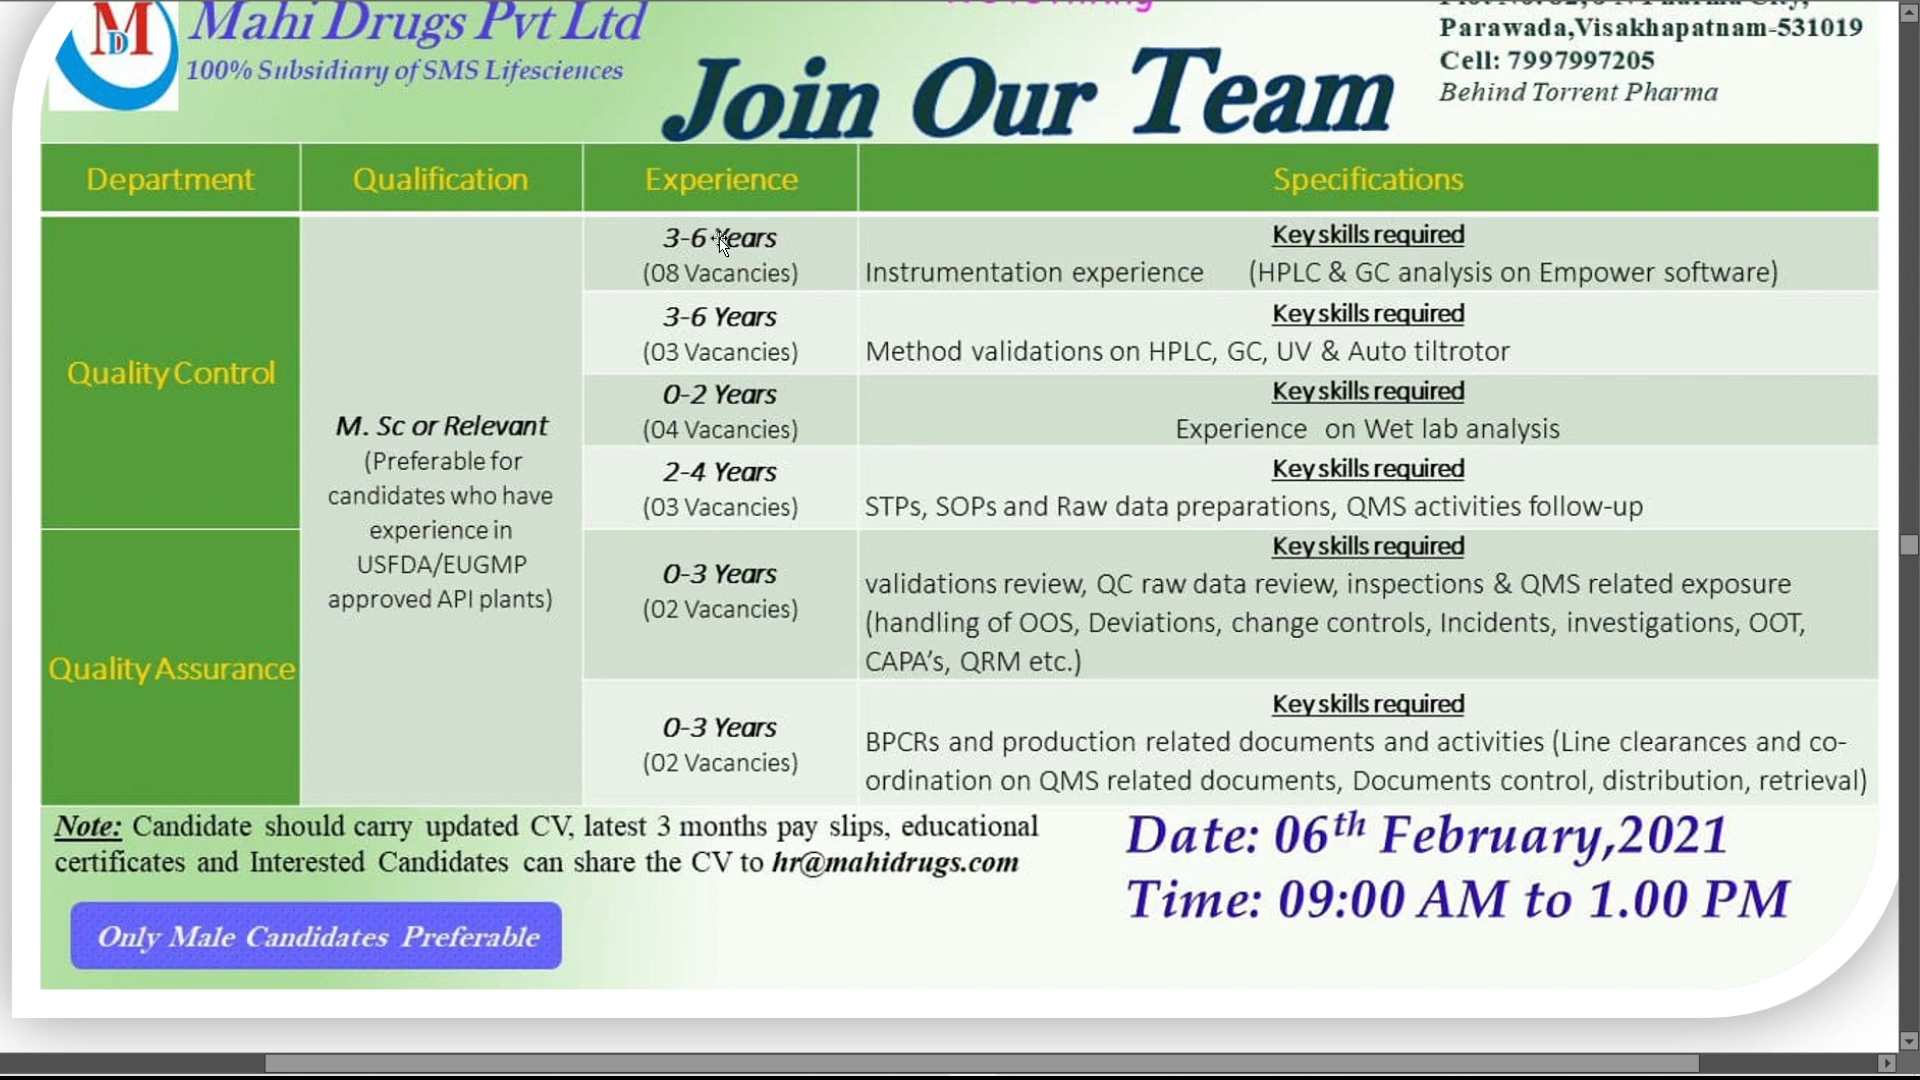 Mahi Drugs Pvt Ltd
100% Subsidiary of SMS Lifesciences
Join Our Team
Parawada,Visakhapatnam-531019
Cell: 7997997205
Behind Torrent Pharma
Department
Qualification
Experience
Specifications
Quality Control
M. Sc or Relevant
(Preferable for
candidates who have
experience in
USFDA/EUGMP
approved API plants)
3-6 Years
(08 Vacancies)
Key skills required
Instrumentation experience (HPLC & GC analysis on Empower software)
3-6 Years
(03 Vacancies)
Key skills required
Method validations on HPLC, GC, UV & Auto tiltrotor
0-2 Years
(04 Vacancies)
Key skills required
Experience on Wet lab analysis
2-4 Years
(03 Vacancies)
Key skills required
STPs, SOPs and Raw data preparations, QMS activities follow-up
Quality Assurance
0-3 Years
(02 Vacancies)
Key skills required
validations review, QC raw data review, inspections & QMS related exposure
(handling of OOS, Deviations, change controls, Incidents, investigations, OOT,
CAPA’s, QRM etc.)
0-3 Years
(02 Vacancies)
Key skills required
BPCRs and production related documents and activities (Line clearances and co-
ordination on QMS related documents, Documents control, distribution, retrieval)
Note: Candidate should carry updated CV, latest 3 months pay slips, educational
certificates and Interested Candidates can share the CV to hr@mahidrugs.com
Only Male Candidates Preferable
Date: 06th February,2021
Time: 09:00 AM to 1.00 PM